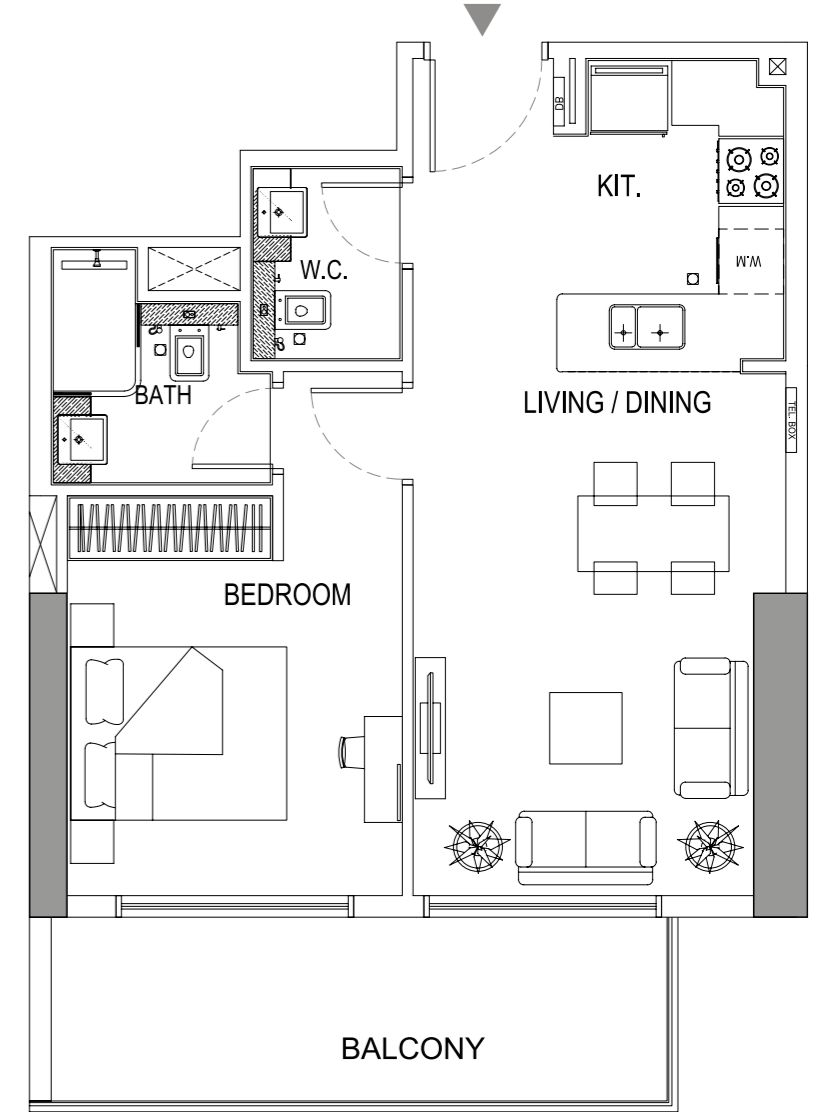 DB
KIT.
W.C.
W.M
BATH
LIVING / DINING
TEL. BOX
BEDROOM
BALCONY